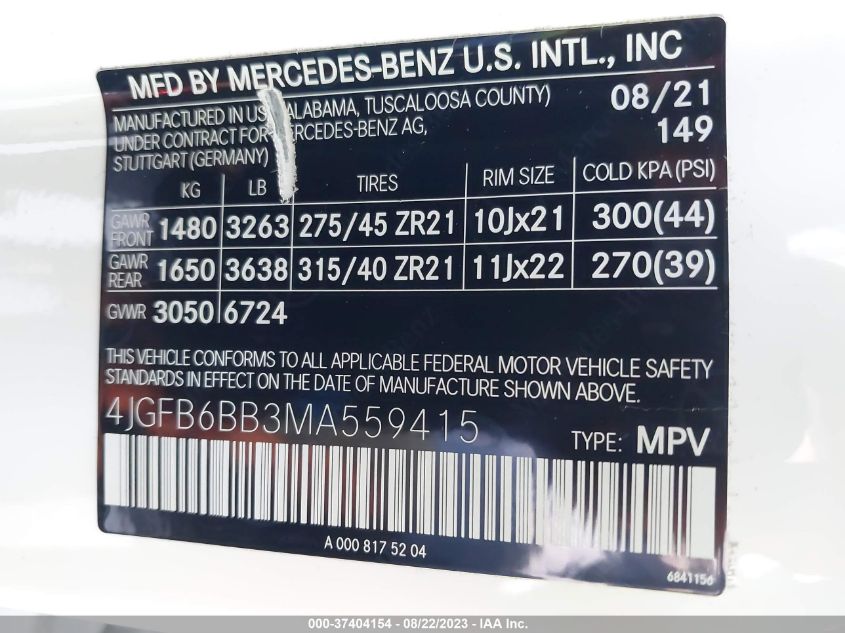 MFD BY MERCEDES-BENZ U.S. INTL., INC
MANUFACTURED IN US ALABAMA, TUSCALOOSA COUNTY) 08/21
UNDER CONTRACT FOR MERCEDES-BENZ AG, 149
STUTTGART (GERMANY)
KG LB TIRES RIM SIZE COLD KPA (PSI)
GAWR FRONT 1480 3263 275/45 ZR21 10Jx21 300(44)
GAWR REAR 1650 3638 315/40 ZR21 11Jx22 270(39)
GVWR 3050 6724
THIS VEHICLE CONFORMS TO ALL APPLICABLE FEDERAL MOTOR VEHICLE SAFETY
STANDARDS IN EFFECT ON THE DATE OF MANUFACTURE SHOWN ABOVE.
4JGFB6BB3MA559415 TYPE: MPV
A 000 817 52 04
6841156
000-37404154 - 08/22/2023 - IAA Inc.